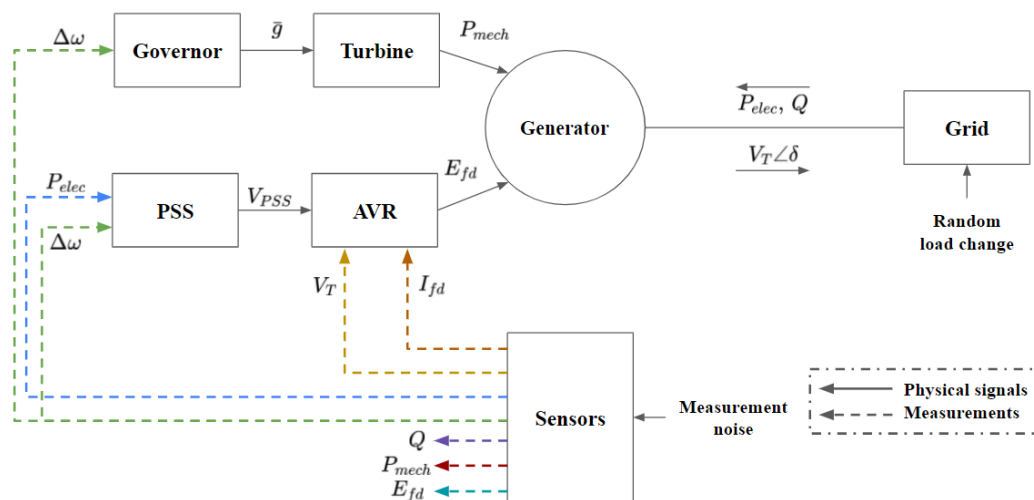 Δω
Governor
g̅
Turbine
P_mech
Generator
P_elec, Q
V_T∠δ
Grid
Random
load change
P_elec
Δω
PSS
V_PSS
AVR
E_fd
V_T
I_fd
Sensors
Measurement
noise
Physical signals
Measurements
Q
P_mech
E_fd